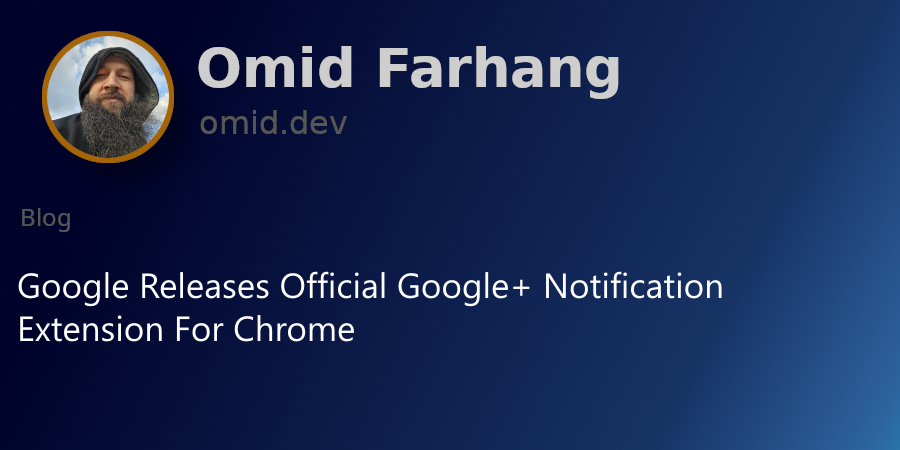 Omid Farhang
omid.dev
Blog
Google Releases Official Google+ Notification
Extension For Chrome